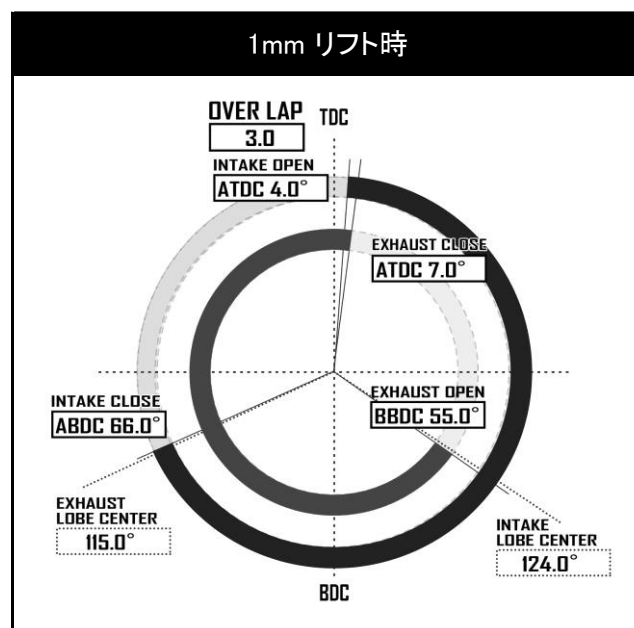 1mm リフト時
OVER LAP
3.0
TDC
INTAKE OPEN
ATDC 4.0°
EXHAUST CLOSE
ATDC 7.0°
INTAKE CLOSE
ABDC 66.0°
EXHAUST OPEN
BBDC 55.0°
EXHAUST
LOBE CENTER
115.0°
INTAKE
LOBE CENTER
124.0°
BDC